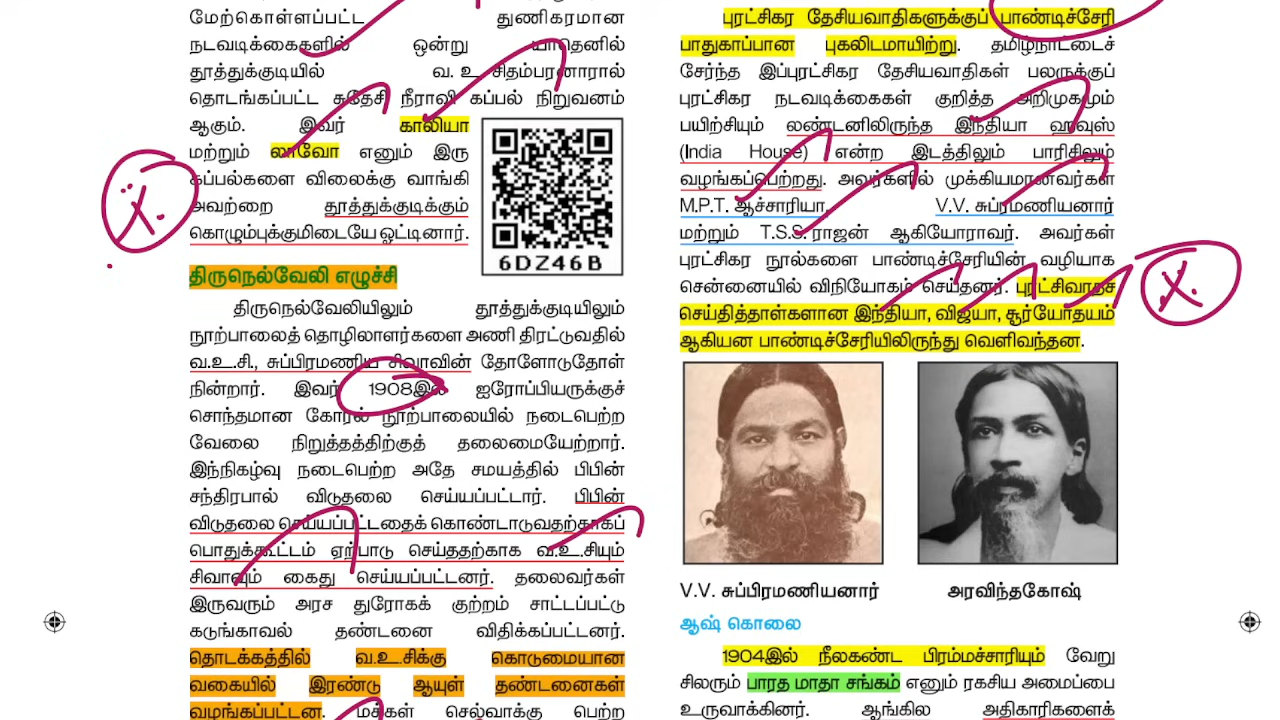 மேற்கொள்ளப்பட்ட துணிகரமான
நடவடிக்கைகளில் ஒன்று யாதெனில்
தூத்துக்குடியில் வ. உ. சிதம்பரனாரால்
தொடங்கப்பட்ட சுதேசி நீராவி கப்பல் நிறுவனம்
ஆகும். இவர் காலியா
மற்றும் லாவோ எனும் இரு
கப்பல்களை விலைக்கு வாங்கி
அவற்றை தூத்துக்குடிக்கும்
கொழும்புக்குமிடையே ஓட்டினார்.
6DZ46B
திருநெல்வேலி எழுச்சி
திருநெல்வேலியிலும் தூத்துக்குடியிலும்
நூற்பாலைத் தொழிலாளர்களை அணி திரட்டுவதில்
வ.உ.சி., சுப்பிரமணிய சிவாவின் தோளோடுதோள்
நின்றார். இவர் 1908இல் ஐரோப்பியருக்குச்
சொந்தமான கோரல் நூற்பாலையில் நடைபெற்ற
வேலை நிறுத்தத்திற்குத் தலைமையேற்றார்.
இந்நிகழ்வு நடைபெற்ற அதே சமயத்தில் பிபின்
சந்திரபால் விடுதலை செய்யப்பட்டார். பிபின்
விடுதலை செய்யப்பட்டதைக் கொண்டாடுவதற்காகப்
பொதுக்கூட்டம் ஏற்பாடு செய்ததற்காக வ.உ.சியும்
சிவாவும் கைது செய்யப்பட்டனர். தலைவர்கள்
இருவரும் அரச துரோகக் குற்றம் சாட்டப்பட்டு
கடுங்காவல் தண்டனை விதிக்கப்பட்டனர்.
தொடக்கத்தில் வ.உ.சிக்கு கொடுமையான
வகையில் இரண்டு ஆயுள் தண்டனைகள்
வழங்கப்பட்டன. மக்கள் செல்வாக்கு பெற்ற
புரட்சிகர தேசியவாதிகளுக்குப் பாண்டிச்சேரி
பாதுகாப்பான புகலிடமாயிற்று. தமிழ்நாட்டைச்
சேர்ந்த இப்புரட்சிகர தேசியவாதிகள் பலருக்குப்
புரட்சிகர நடவடிக்கைகள் குறித்த அறிமுகமும்
பயிற்சியும் லண்டனிலிருந்த இந்தியா ஹவுஸ்
(India House) என்ற இடத்திலும் பாரிசிலும்
வழங்கப்பெற்றது. அவர்களில் முக்கியமானவர்கள்
M.P.T. ஆச்சாரியா, V.V. சுப்ரமணியனார்
மற்றும் T.S.S. ராஜன் ஆகியோராவர். அவர்கள்
புரட்சிகர நூல்களை பாண்டிச்சேரியின் வழியாக
சென்னையில் விநியோகம் செய்தனர். புரட்சிவாதச்
செய்தித்தாள்களான இந்தியா, விஜயா, சூர்யோதயம்
ஆகியன பாண்டிச்சேரியிலிருந்து வெளிவந்தன.
V.V. சுப்பிரமணியனார் அரவிந்தகோஷ்
ஆஷ் கொலை
1904இல் நீலகண்ட பிரம்மச்சாரியும் வேறு
சிலரும் பாரத மாதா சங்கம் எனும் ரகசிய அமைப்பை
உருவாக்கினர். ஆங்கில அதிகாரிகளைக்